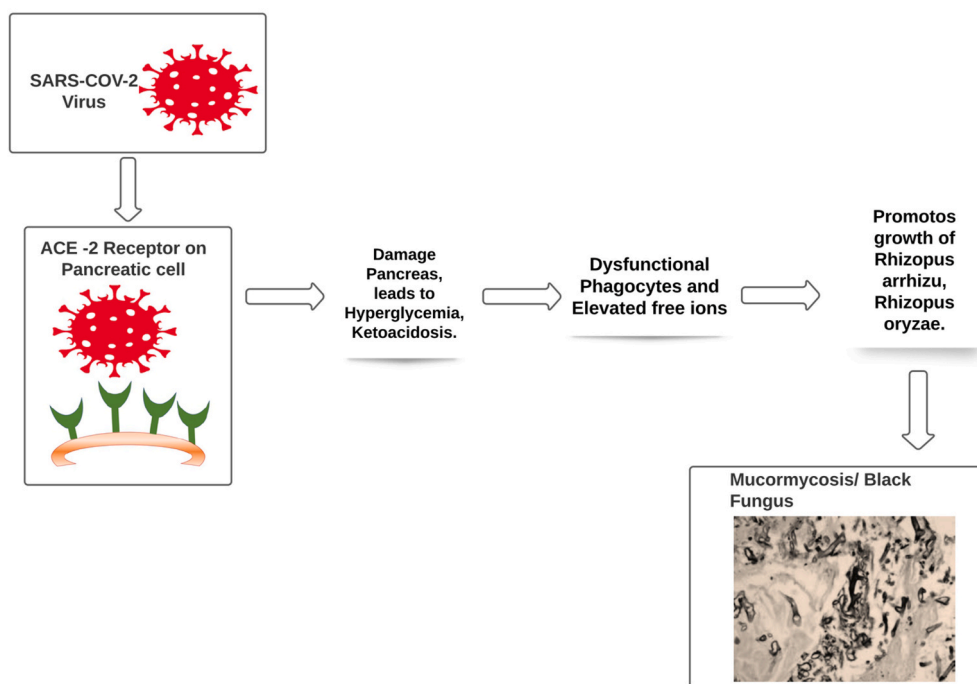 SARS-COV-2
Virus
ACE -2 Receptor on
Pancreatic cell
Damage
Pancreas,
leads to
Hyperglycemia,
Ketoacidosis.
Dysfunctional
Phagocytes and
Elevated free ions
Promotos
growth of
Rhizopus
arrhizu,
Rhizopus
oryzae.
Mucormycosis/ Black
Fungus